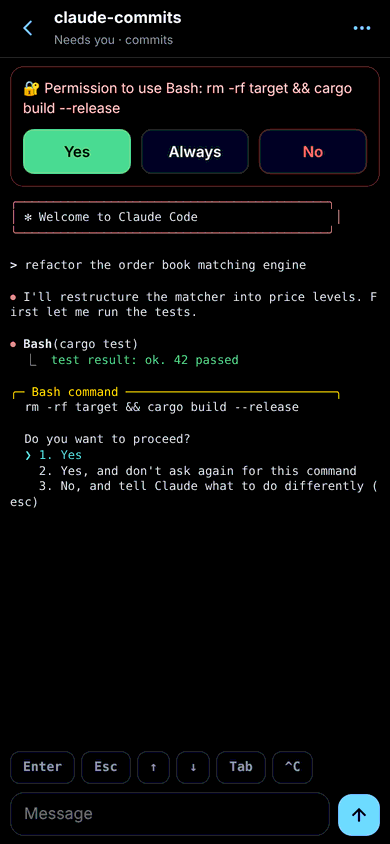 claude-commits
Needs you · commits
🔐 Permission to use Bash: rm -rf target && cargo
build --release
Yes Always No
✻ Welcome to Claude Code
> refactor the order book matching engine
● I'll restructure the matcher into price levels. F
irst let me run the tests.
● Bash(cargo test)
⎿ test result: ok. 42 passed
Bash command
rm -rf target && cargo build --release
Do you want to proceed?
❯ 1. Yes
2. Yes, and don't ask again for this command
3. No, and tell Claude what to do differently (
esc)
Enter Esc ↑ ↓ Tab ^C
Message